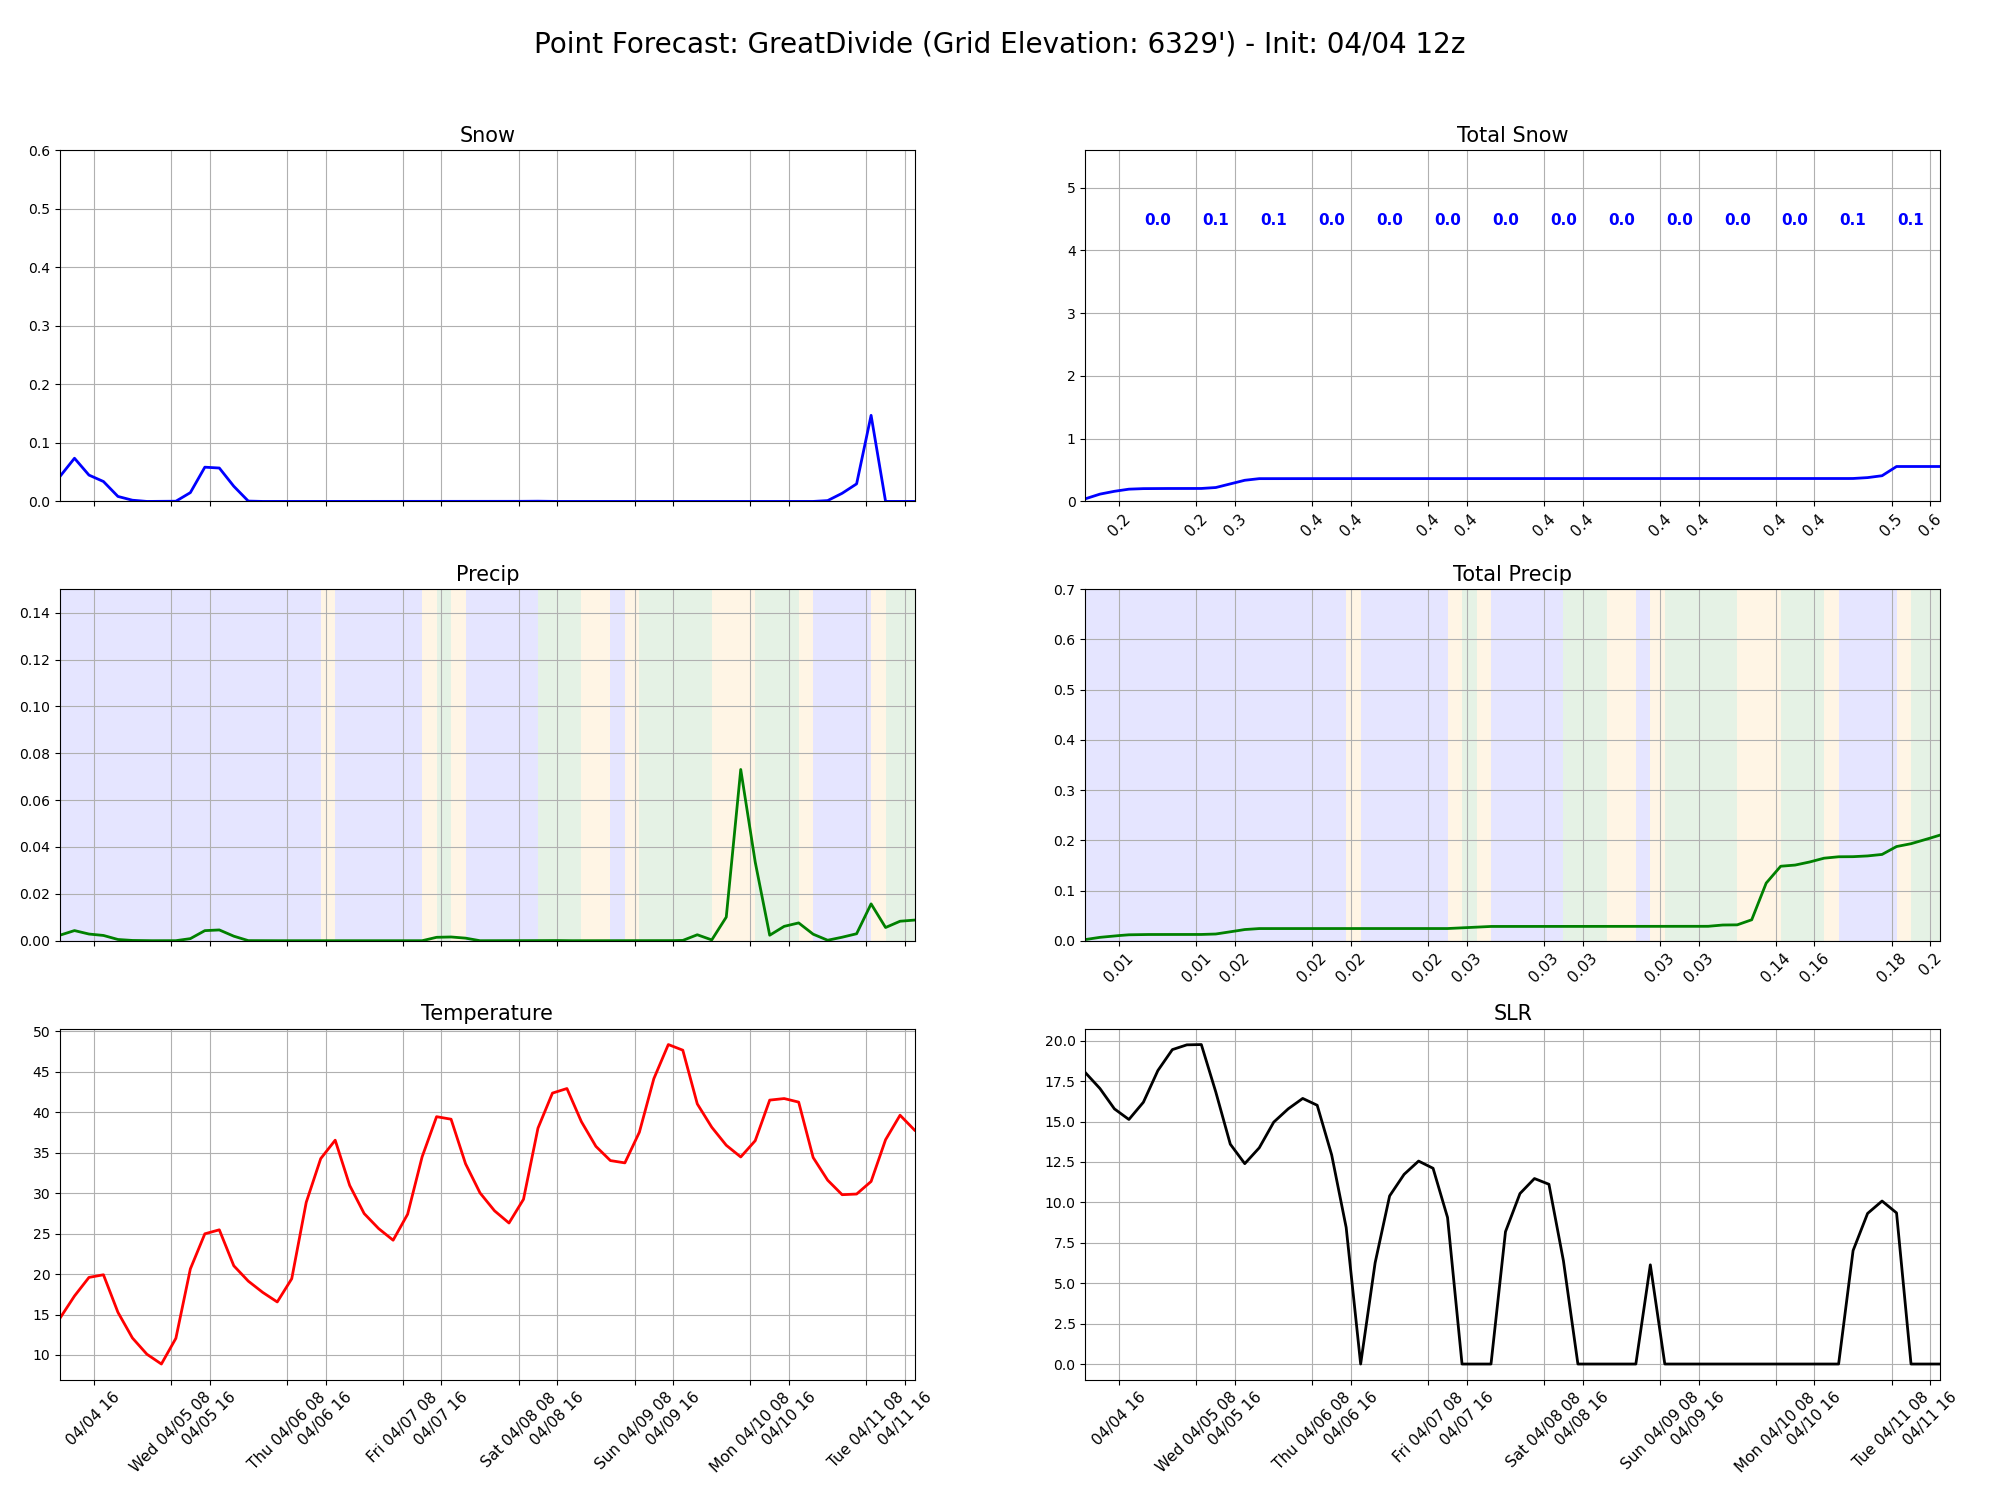 Point Forecast: GreatDivide (Grid Elevation: 6329') - Init: 04/04 12z
Snow
0.6
0.5
0.4
0.3
0.2
0.1
0.0
Total Snow
5
4
3
2
1
0
0.0 0.1 0.1 0.0 0.0 0.0 0.0 0.0 0.0 0.0 0.0 0.0 0.1 0.1
0.2 0.2 0.3 0.4 0.4 0.4 0.4 0.4 0.4 0.4 0.4 0.4 0.4 0.5 0.6
Precip
0.14
0.12
0.10
0.08
0.06
0.04
0.02
0.00
Total Precip
0.7
0.6
0.5
0.4
0.3
0.2
0.1
0.0
0.01 0.01 0.02 0.02 0.02 0.02 0.03 0.03 0.03 0.03 0.03 0.14 0.16 0.18 0.2
Temperature
50
45
40
35
30
25
20
15
10
04/04 16
Wed 04/05 08
04/05 16
Thu 04/06 08
04/06 16
Fri 04/07 08
04/07 16
Sat 04/08 08
04/08 16
Sun 04/09 08
04/09 16
Mon 04/10 08
04/10 16
Tue 04/11 08
04/11 16
SLR
20.0
17.5
15.0
12.5
10.0
7.5
5.0
2.5
0.0
04/04 16
Wed 04/05 08
04/05 16
Thu 04/06 08
04/06 16
Fri 04/07 08
04/07 16
Sat 04/08 08
04/08 16
Sun 04/09 08
04/09 16
Mon 04/10 08
04/10 16
Tue 04/11 08
04/11 16